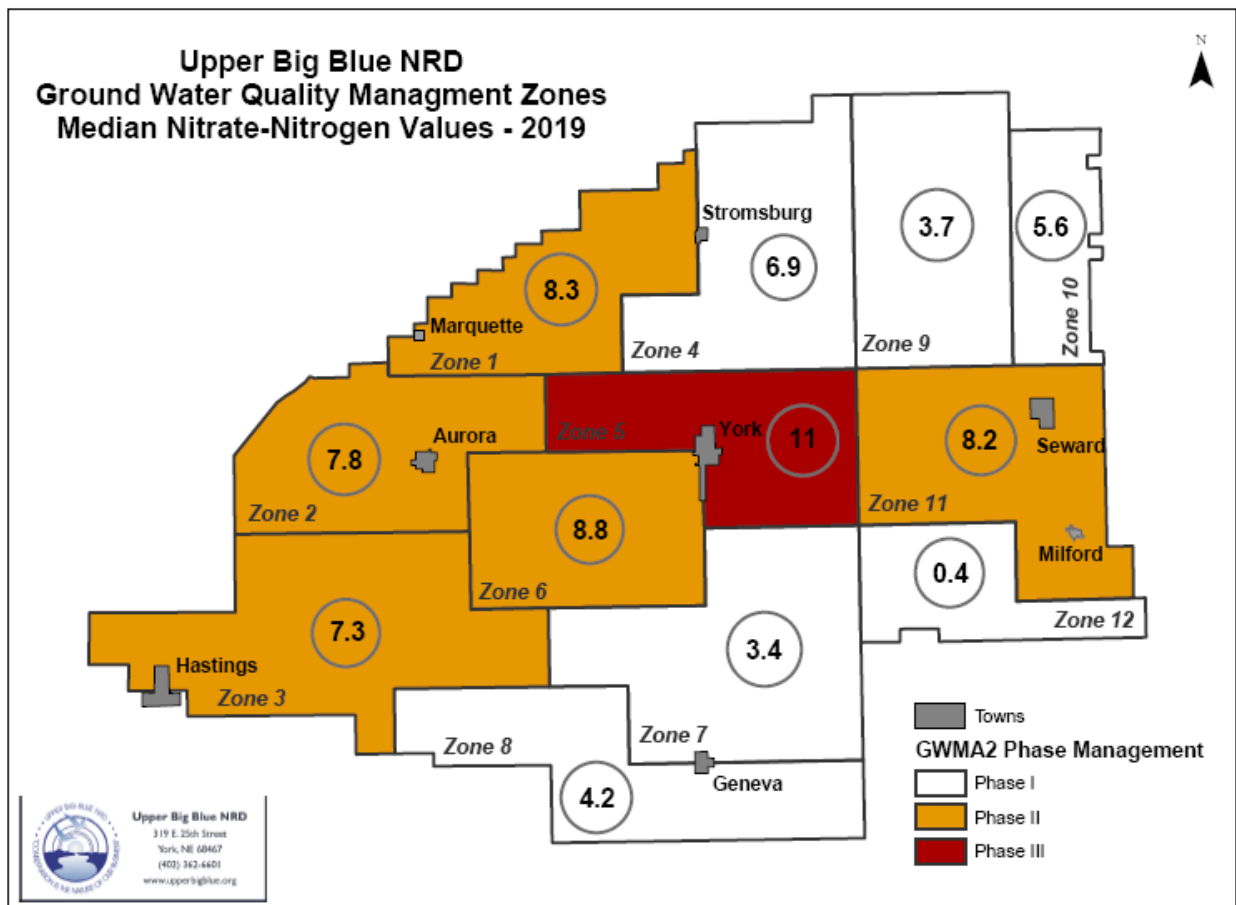 Upper Big Blue NRD
Ground Water Quality Managment Zones
Median Nitrate-Nitrogen Values - 2019
N
Stromsburg
3.7
5.6
6.9
8.3
Zone 10
Marquette
Zone 1
Zone 4
Zone 9
Zone 5
York
11
Aurora
7.8
8.2
Seward
Zone 2
Zone 11
8.8
Milford
0.4
Zone 6
Zone 12
7.3
3.4
Hastings
Zone 3
Zone 8
Zone 7
Geneva
4.2
Towns
GWMA2 Phase Management
Phase I
Phase II
Phase III
UPPER BIG BLUE NRD
Upper Big Blue NRD
319 E. 25th Street
York, NE 68467
(402) 362-6601
www.upperbigblue.org